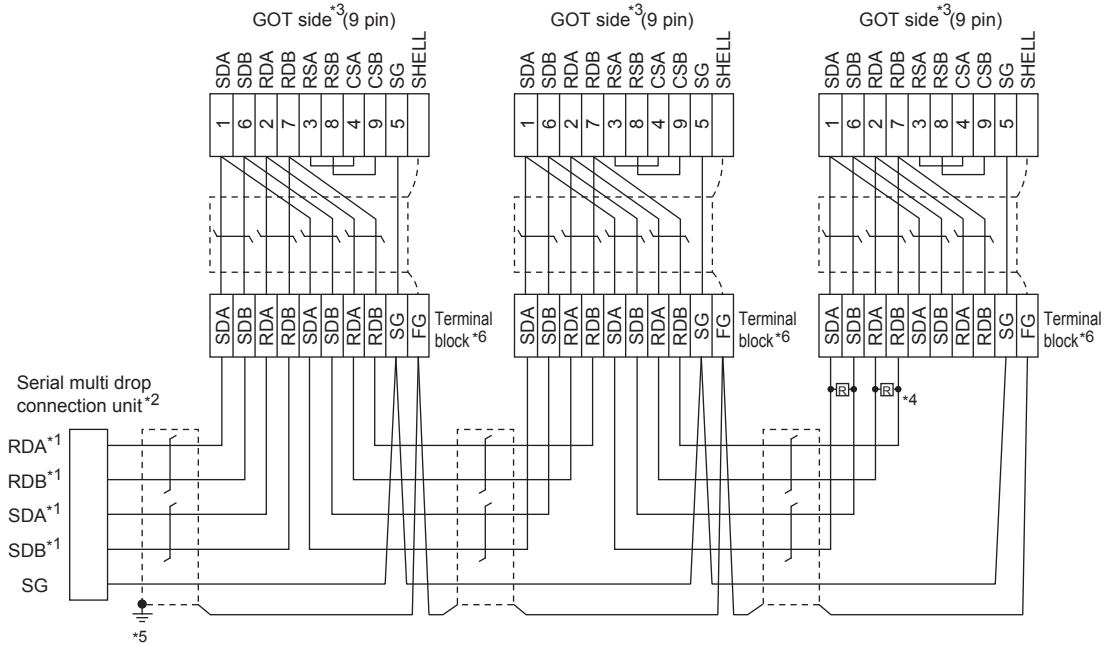 GOT side*3(9 pin)
GOT side*3(9 pin)
GOT side*3(9 pin)
SDA SDB RDA RDB RSA RSB CSA CSB SG SHELL
SDA SDB RDA RDB RSA RSB CSA CSB SG SHELL
SDA SDB RDA RDB RSA RSB CSA CSB SG SHELL
1 6 2 7 3 8 4 9 5
1 6 2 7 3 8 4 9 5
1 6 2 7 3 8 4 9 5
SDA SDB RDA RDB SDA SDB RDA RDB SG FG
Terminal
block*6
SDA SDB RDA RDB SDA SDB RDA RDB SG FG
Terminal
block*6
SDA SDB RDA RDB SDA SDB RDA RDB SG FG
Terminal
block*6
R R
*4
Serial multi drop
connection unit*2
RDA*1
RDB*1
SDA*1
SDB*1
SG
*5